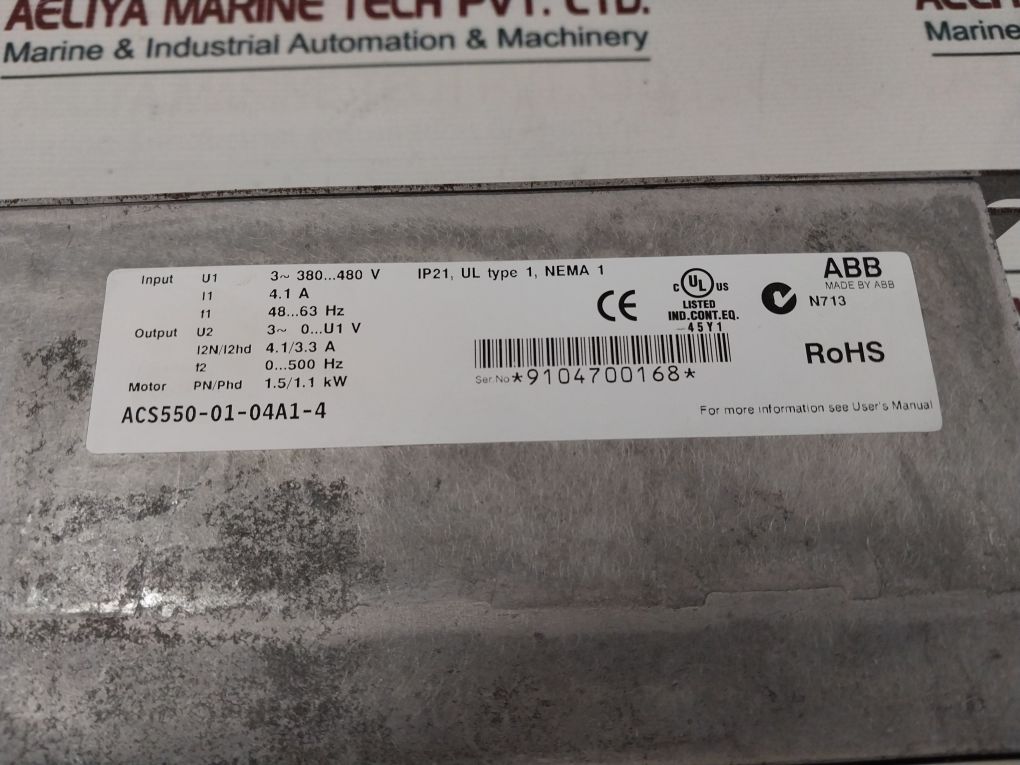 AELIYA MARINE TECH PVT. LTD.
Marine & Industrial Automation & Machinery
Marine
Input U1 3~ 380...480 V
I1 4.1 A
f1 48...63 Hz
Output U2 3~ 0...U1 V
I2N/I2hd 4.1/3.3 A
f2 0...500 Hz
Motor PN/Phd 1.5/1.1 kW
ACS550-01-04A1-4
IP21, UL type 1, NEMA 1
CE
C UL US
LISTED
IND.CONT.EQ.
45Y1
N713
ABB
MADE BY ABB
RoHS
Ser.No *9104700168*
For more information see User's Manual